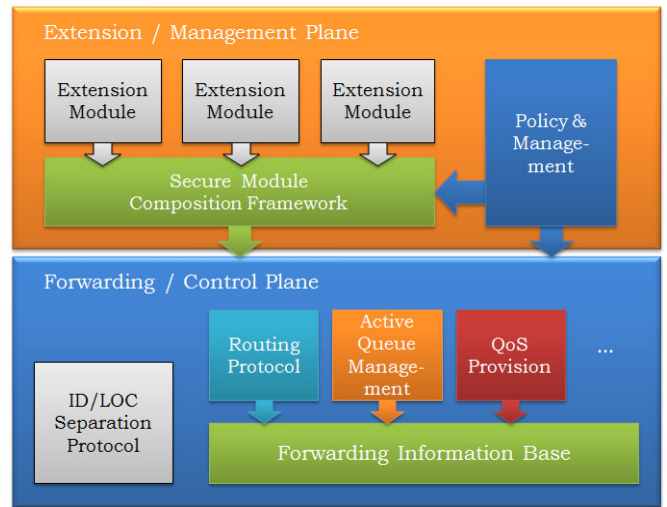 Extension / Management Plane
Extension
Module
Extension
Module
Extension
Module
Policy &
Manage-
ment
Secure Module
Composition Framework
Forwarding / Control Plane
Routing
Protocol
Active
Queue
Manage-
ment
QoS
Provision
...
ID/LOC
Separation
Protocol
Forwarding Information Base